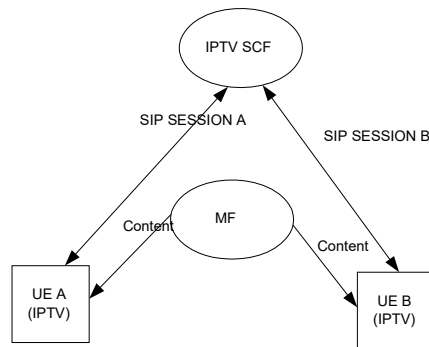 IPTV SCF
SIP SESSION A
SIP SESSION B
MF
Content
Content
UE A
(IPTV)
UE B
(IPTV)